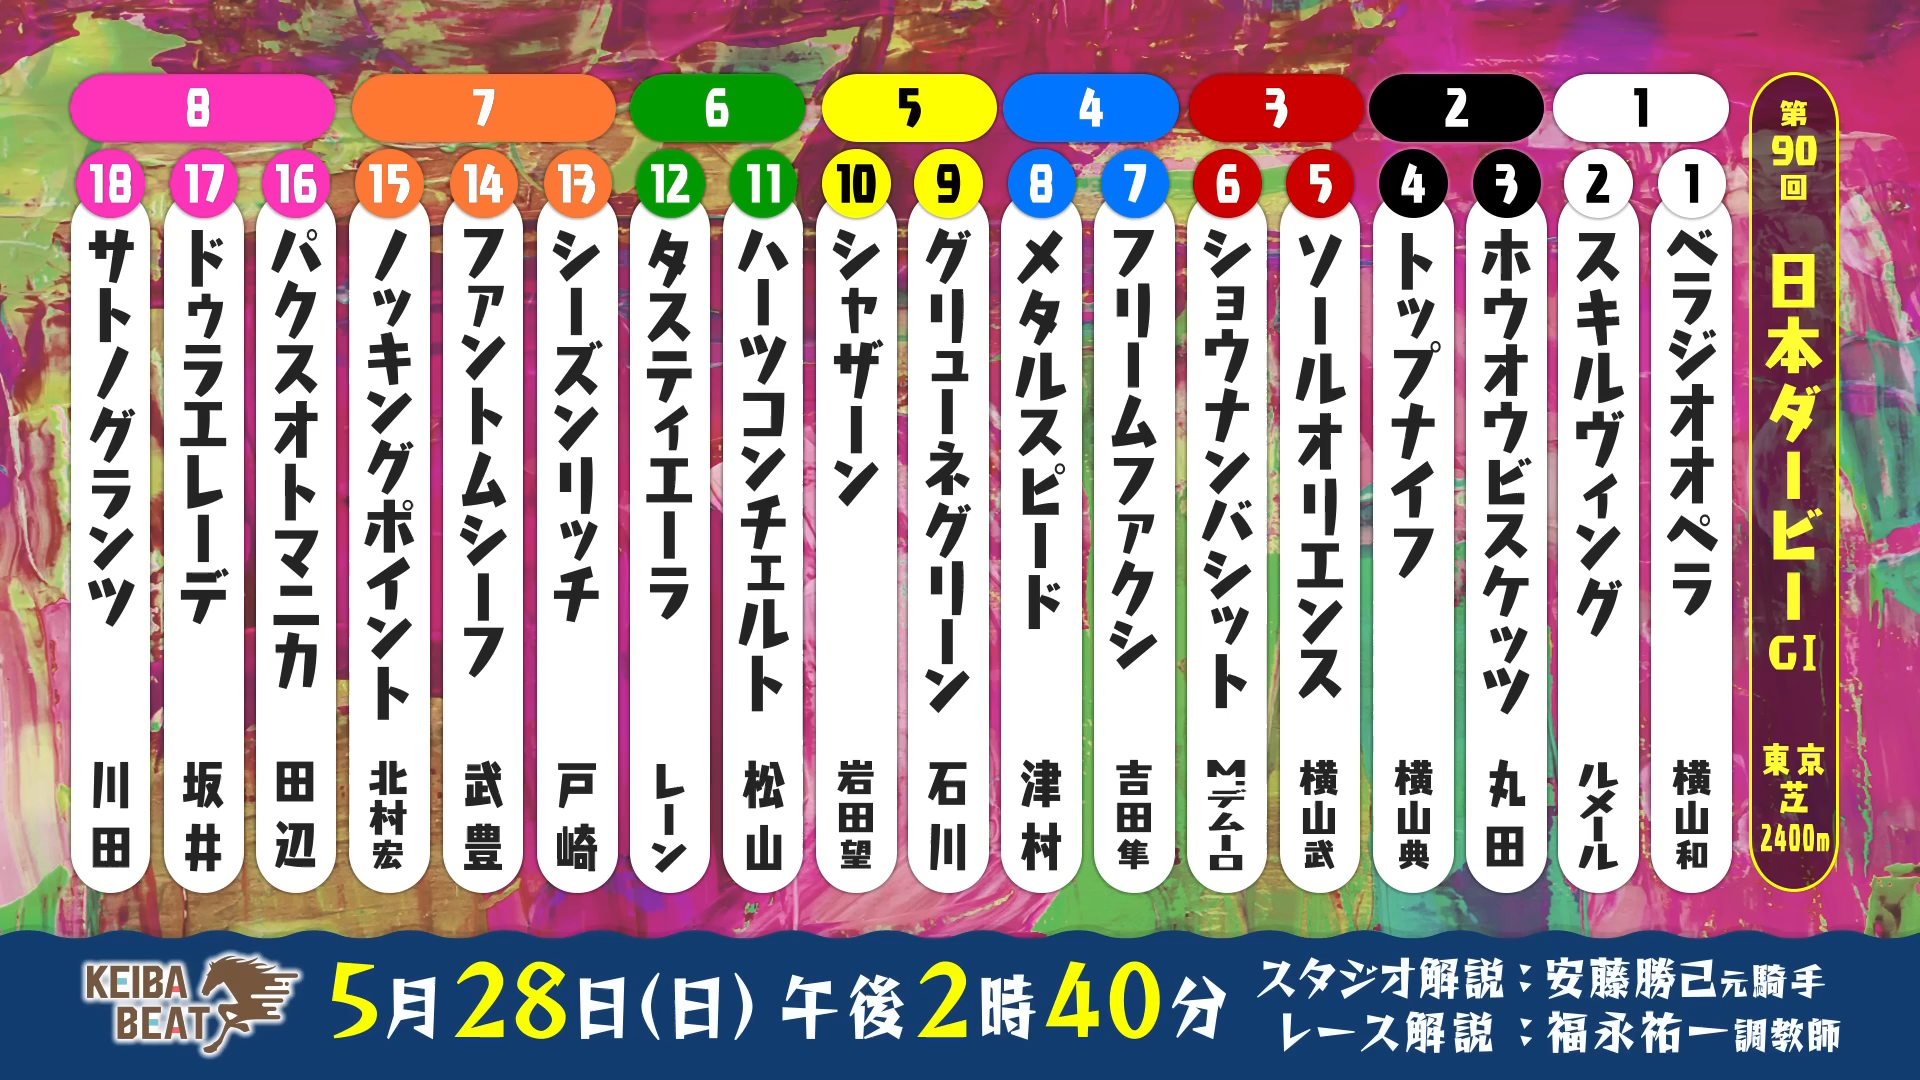 第90回 日本ダービーGI 東京 芝 2400m
1
1 ベラジオオペラ 横山和
2 スキルヴィング ルメール
2
3 ホウオウビスケッツ 丸田
4 トップナイフ 横山典
3
5 ソールオリエンス 横山武
6 ショウナンバシット M・デムーロ
4
7 フリームファクシ 吉田隼
8 メタルスピード 津村
5
9 グリューネグリーン 石川
10 シャザーン 岩田望
6
11 ハーツコンチェルト 松山
12 タスティエーラ レーン
7
13 シーズンリッチ 戸崎
14 ファントムシーフ 武豊
15 ノッキングポイント 北村宏
8
16 パクスオトマニカ 田辺
17 ドゥラエレーデ 坂井
18 サトノグランツ 川田
KEIBA
BEAT
5月28日(日) 午後2時40分
スタジオ解説：安藤勝己元騎手
レース解説：福永祐一調教師